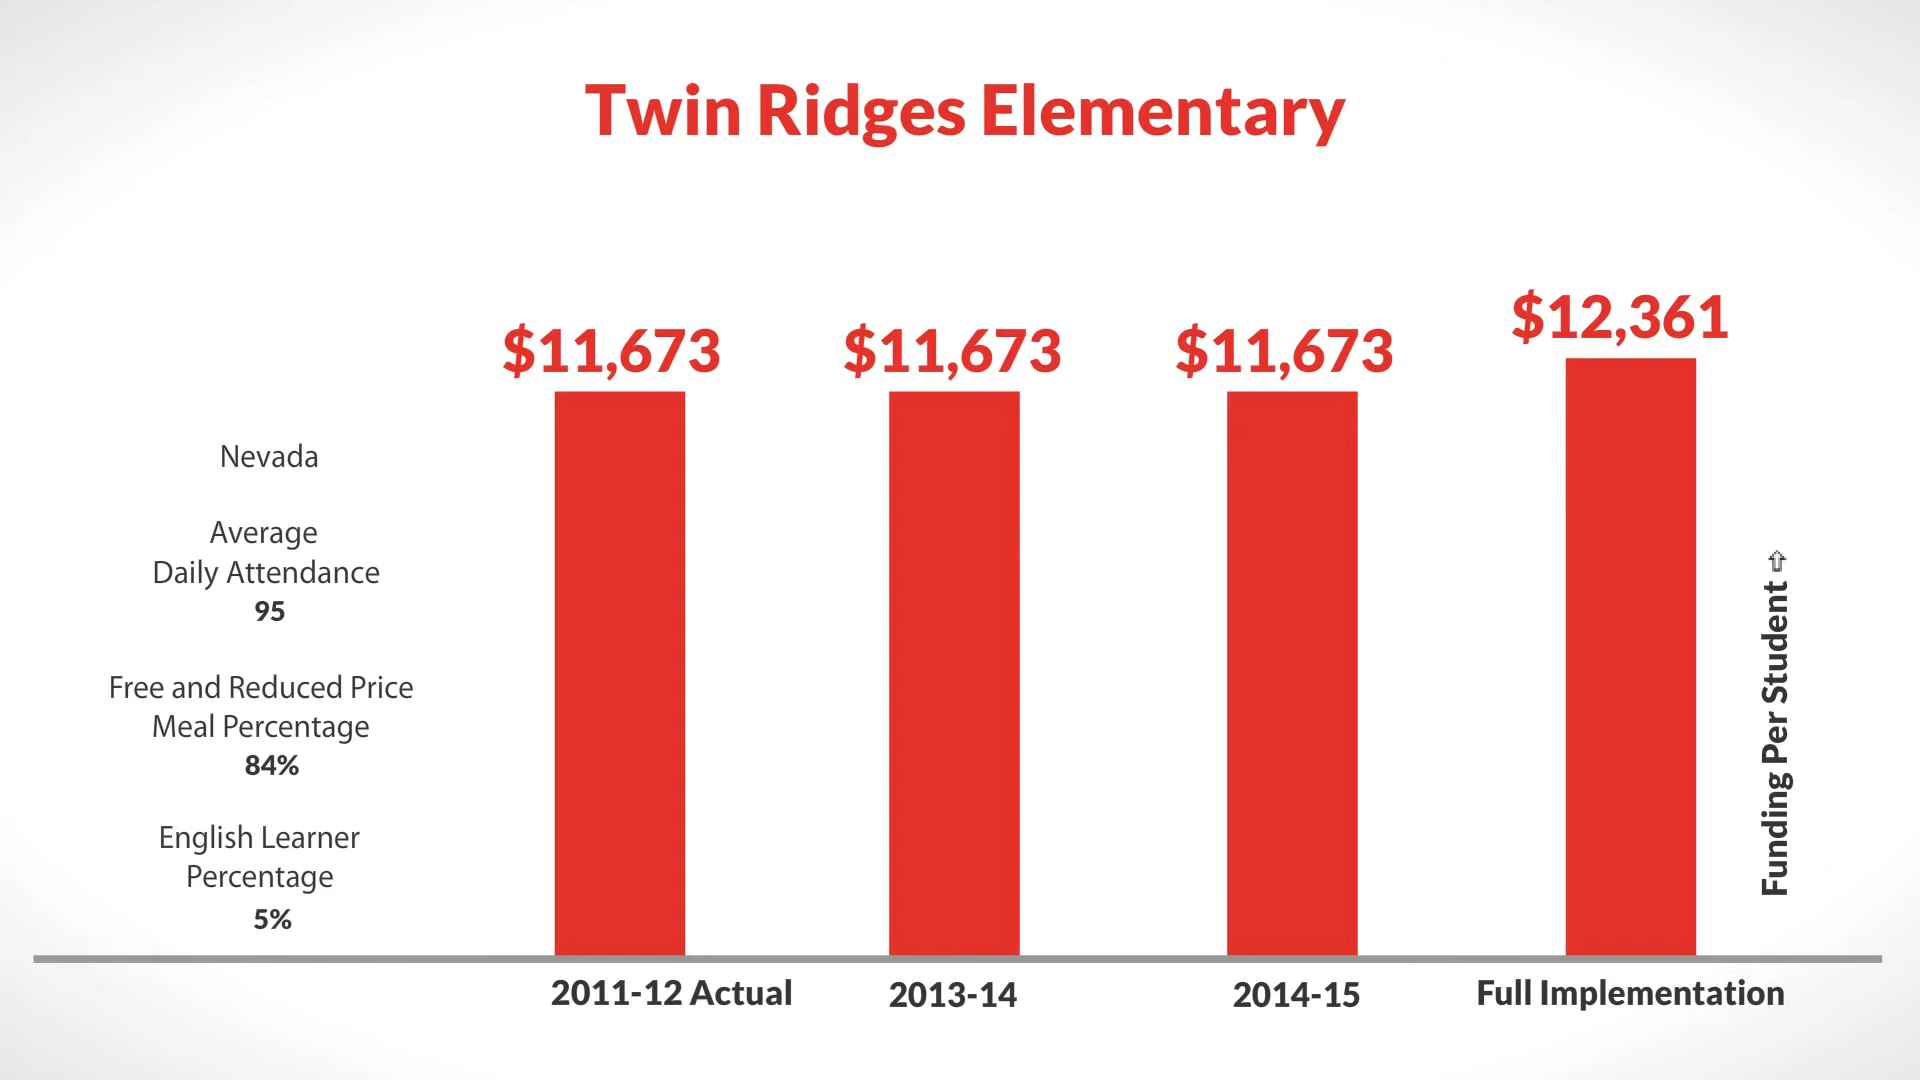 Twin Ridges Elementary
$11,673
$11,673
$11,673
$12,361
Nevada
Average
Daily Attendance
95
Free and Reduced Price
Meal Percentage
84%
English Learner
Percentage
5%
Funding Per Student ⇧
2011-12 Actual
2013-14
2014-15
Full Implementation